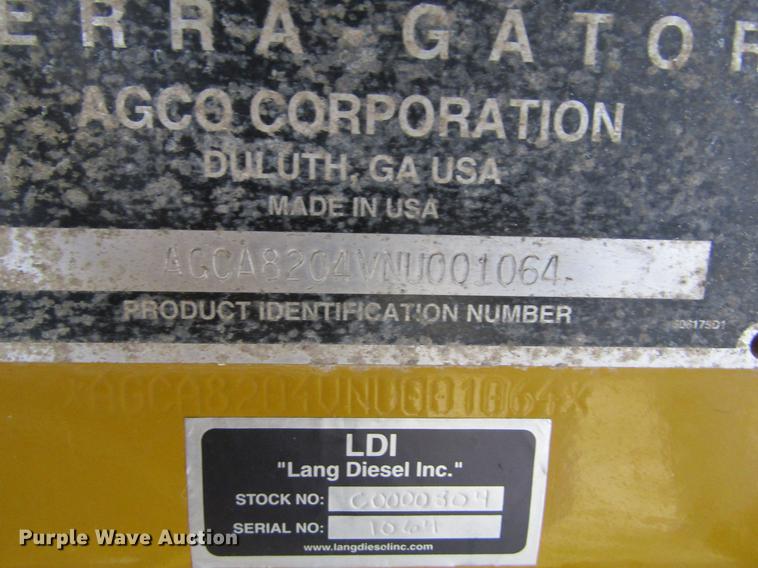 ERRA-GATOR
AGCO CORPORATION
DULUTH, GA USA
MADE IN USA
AGCA8204VNU001064
PRODUCT IDENTIFICATION NUMBER
*AGCA8204VNU001064*
LDI
"Lang Diesel Inc."
STOCK NO: C0000304
SERIAL NO: 1064
www.langdieselinc.com
Purple Wave Auction